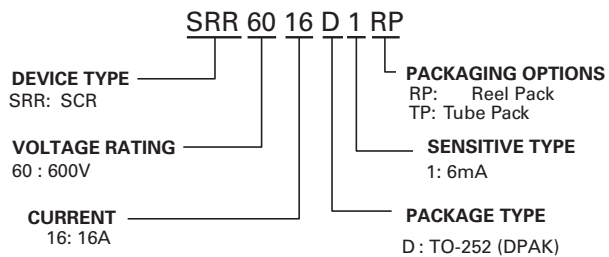 SRR 60 16 D 1 RP
DEVICE TYPE
SRR: SCR
VOLTAGE RATING
60 : 600V
CURRENT
16: 16A
PACKAGING OPTIONS
RP: Reel Pack
TP: Tube Pack
SENSITIVE TYPE
1: 6mA
PACKAGE TYPE
D : TO-252 (DPAK)